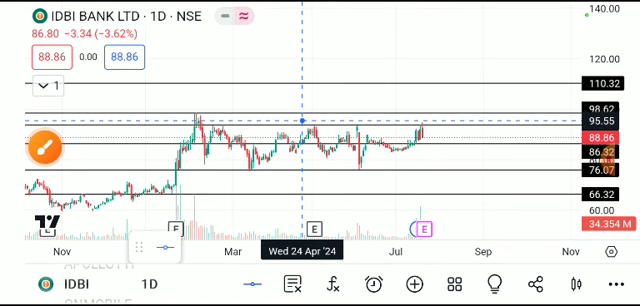 IDBI BANK LTD · 1D · NSE
86.80 −3.34 (−3.62%)
88.86 0.00 88.86
1
140.00
120.00
110.32
98.62
95.55
88.86
86.32
76.07
66.32
60.00
34.354 M
E E E E
Nov Mar Wed 24 Apr '24 Jul Sep Nov
IDBI 1D